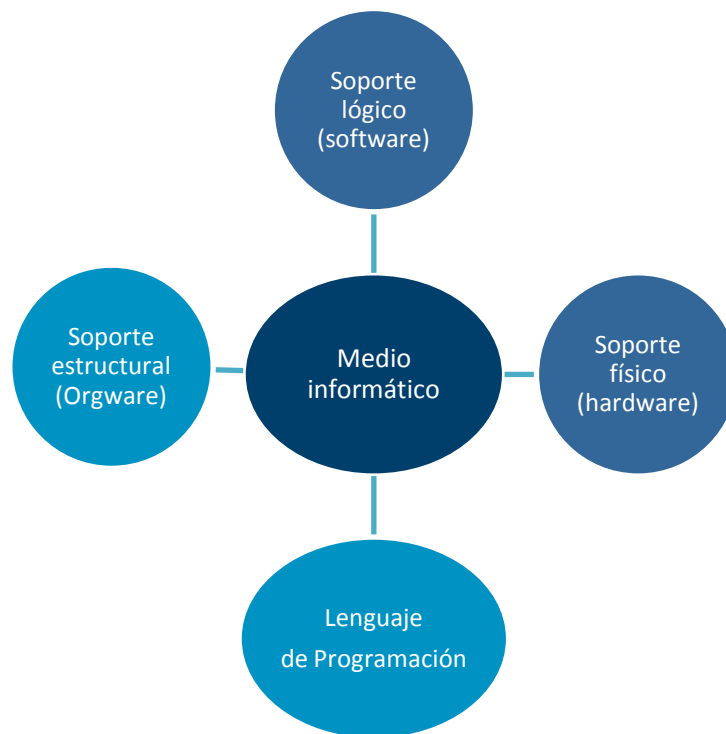 Soporte
lógico
(software)
Soporte
estructural
(Orgware)
Medio
informático
Soporte
físico
(hardware)
Lenguaje
de Programación